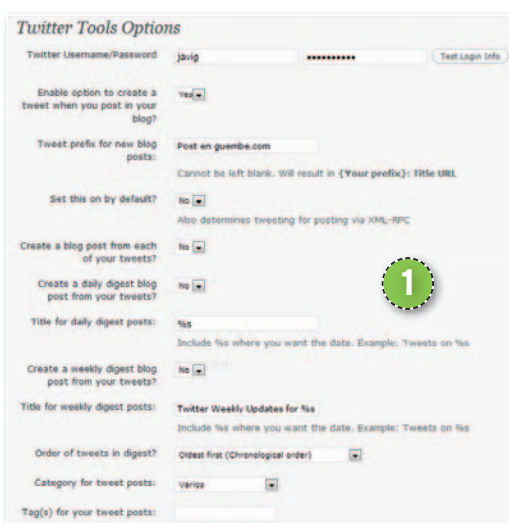 Twitter Tools Options
Twitter Username/Password javig •••••••••• Test Login Info
Enable option to create a Yes
tweet when you post in your
blog?
Tweet prefix for new blog Post en guembe.com
posts:
Cannot be left blank. Will result in {Your prefix}: Title URL
Set this on by default? No
Also determines tweeting for posting via XML-RPC
Create a blog post from each No
of your tweets?
Create a daily digest blog No
post from your tweets?
1
Title for daily digest posts: %s
Include %s where you want the date. Example: Tweets on %s
Create a weekly digest blog No
post from your tweets?
Title for weekly digest posts: Twitter Weekly Updates for %s
Include %s where you want the date. Example: Tweets on %s
Order of tweets in digest? Oldest first (Chronological order)
Category for tweet posts: Varios
Tag(s) for your tweet posts: